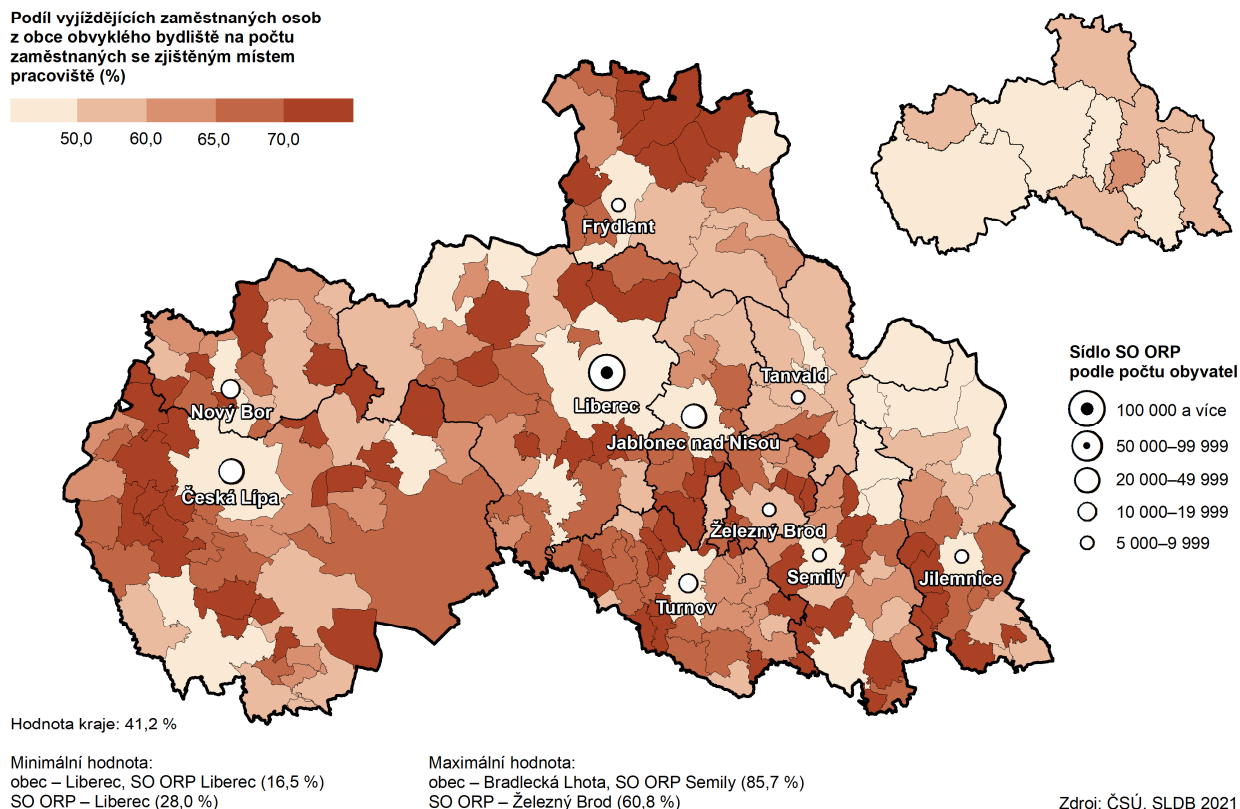 Podíl vyjíždějících zaměstnaných osob
z obce obvyklého bydliště na počtu
zaměstnaných se zjištěným místem
pracoviště (%)
50,0 60,0 65,0 70,0
Frýdlant
Nový Bor
Liberec
Tanvald
Jablonec nad Nisou
Česká Lípa
Železný Brod
Semily
Jilemnice
Turnov
Sídlo SO ORP
podle počtu obyvatel
100 000 a více
50 000–99 999
20 000–49 999
10 000–19 999
5 000–9 999
Hodnota kraje: 41,2 %
Minimální hodnota:
obec – Liberec, SO ORP Liberec (16,5 %)
SO ORP – Liberec (28,0 %)
Maximální hodnota:
obec – Bradlecká Lhota, SO ORP Semily (85,7 %)
SO ORP – Železný Brod (60,8 %)
Zdroj: ČSÚ, SLDB 2021